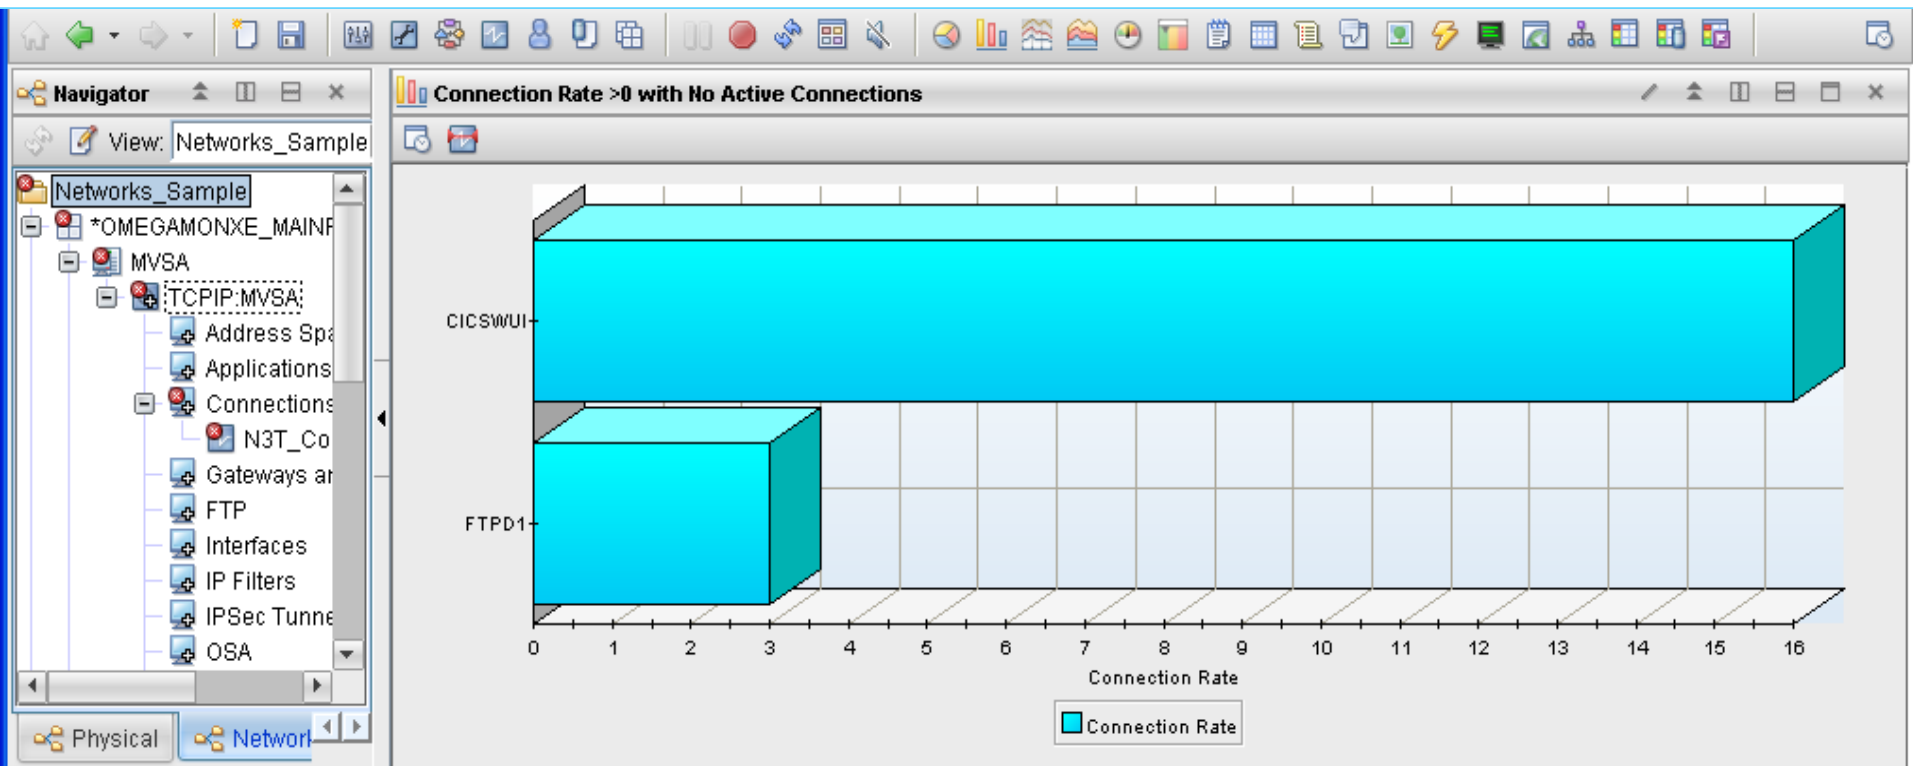 Navigator
Connection Rate >0 with No Active Connections
View: Networks_Sample
Networks_Sample
*OMEGAMONXE_MAINF
MVSA
TCPIP:MVSA
Address Spa
Applications
Connections
N3T_Co
Gateways ar
FTP
Interfaces
IP Filters
IPSec Tunne
OSA
Physical
Network
CICSWUI
FTPD1
0 1 2 3 4 5 6 7 8 9 10 11 12 13 14 15 16
Connection Rate
Connection Rate